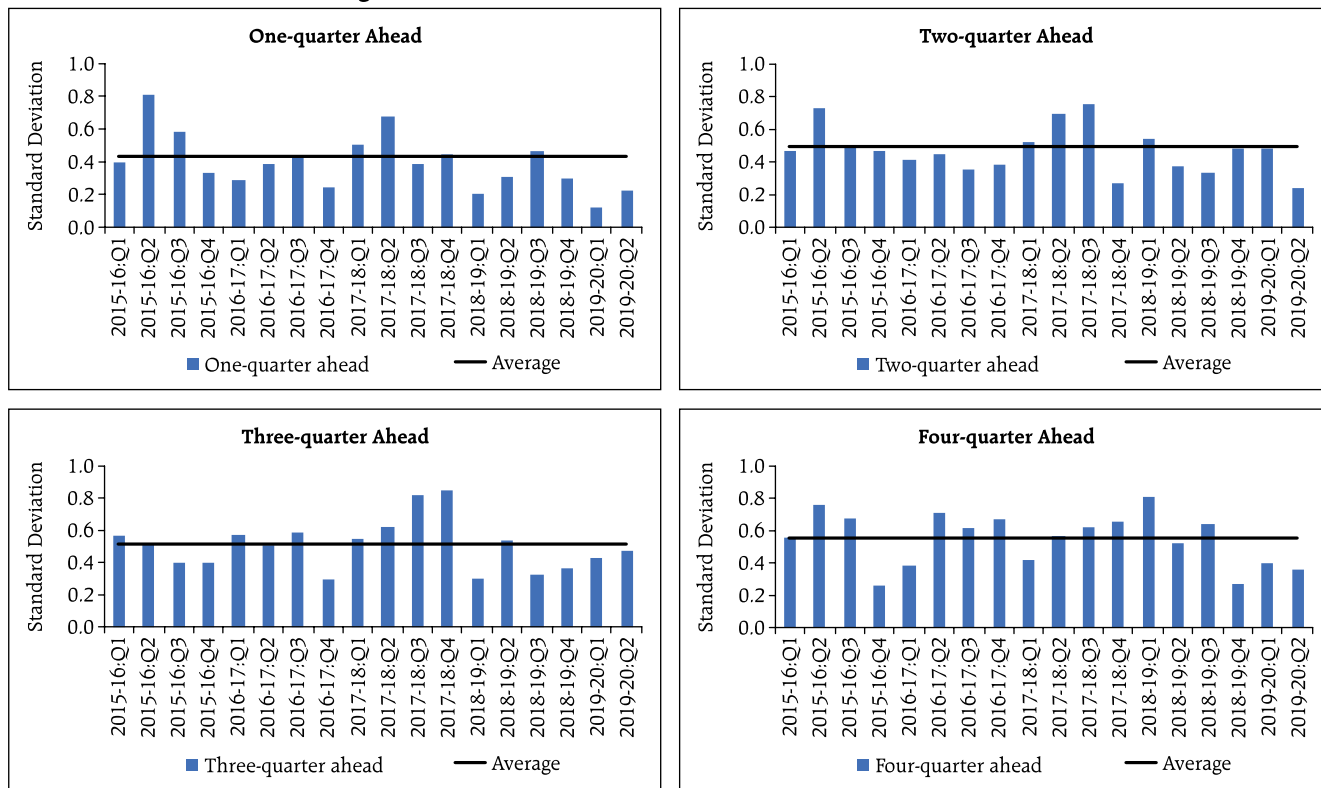 One-quarter Ahead
Standard Deviation
1.0
0.8
0.6
0.4
0.2
0.0
2015-16:Q1
2015-16:Q2
2015-16:Q3
2015-16:Q4
2016-17:Q1
2016-17:Q2
2016-17:Q3
2016-17:Q4
2017-18:Q1
2017-18:Q2
2017-18:Q3
2017-18:Q4
2018-19:Q1
2018-19:Q2
2018-19:Q3
2018-19:Q4
2019-20:Q1
2019-20:Q2
One-quarter ahead
Average
Two-quarter Ahead
Standard Deviation
1.0
0.8
0.6
0.4
0.2
0.0
2015-16:Q1
2015-16:Q2
2015-16:Q3
2015-16:Q4
2016-17:Q1
2016-17:Q2
2016-17:Q3
2016-17:Q4
2017-18:Q1
2017-18:Q2
2017-18:Q3
2017-18:Q4
2018-19:Q1
2018-19:Q2
2018-19:Q3
2018-19:Q4
2019-20:Q1
2019-20:Q2
Two-quarter ahead
Average
Three-quarter Ahead
Standard Deviation
1.0
0.8
0.6
0.4
0.2
0.0
2015-16:Q1
2015-16:Q2
2015-16:Q3
2015-16:Q4
2016-17:Q1
2016-17:Q2
2016-17:Q3
2016-17:Q4
2017-18:Q1
2017-18:Q2
2017-18:Q3
2017-18:Q4
2018-19:Q1
2018-19:Q2
2018-19:Q3
2018-19:Q4
2019-20:Q1
2019-20:Q2
Three-quarter ahead
Average
Four-quarter Ahead
Standard Deviation
1.0
0.8
0.6
0.4
0.2
0.0
2015-16:Q1
2015-16:Q2
2015-16:Q3
2015-16:Q4
2016-17:Q1
2016-17:Q2
2016-17:Q3
2016-17:Q4
2017-18:Q1
2017-18:Q2
2017-18:Q3
2017-18:Q4
2018-19:Q1
2018-19:Q2
2018-19:Q3
2018-19:Q4
2019-20:Q1
2019-20:Q2
Four-quarter ahead
Average